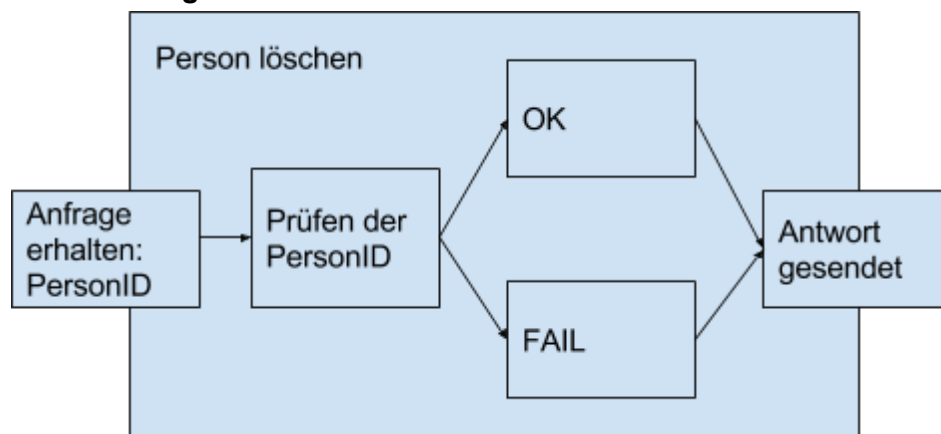 Person löschen
OK
Anfrage
erhalten:
PersonID
Prüfen der
PersonID
Antwort
gesendet
FAIL